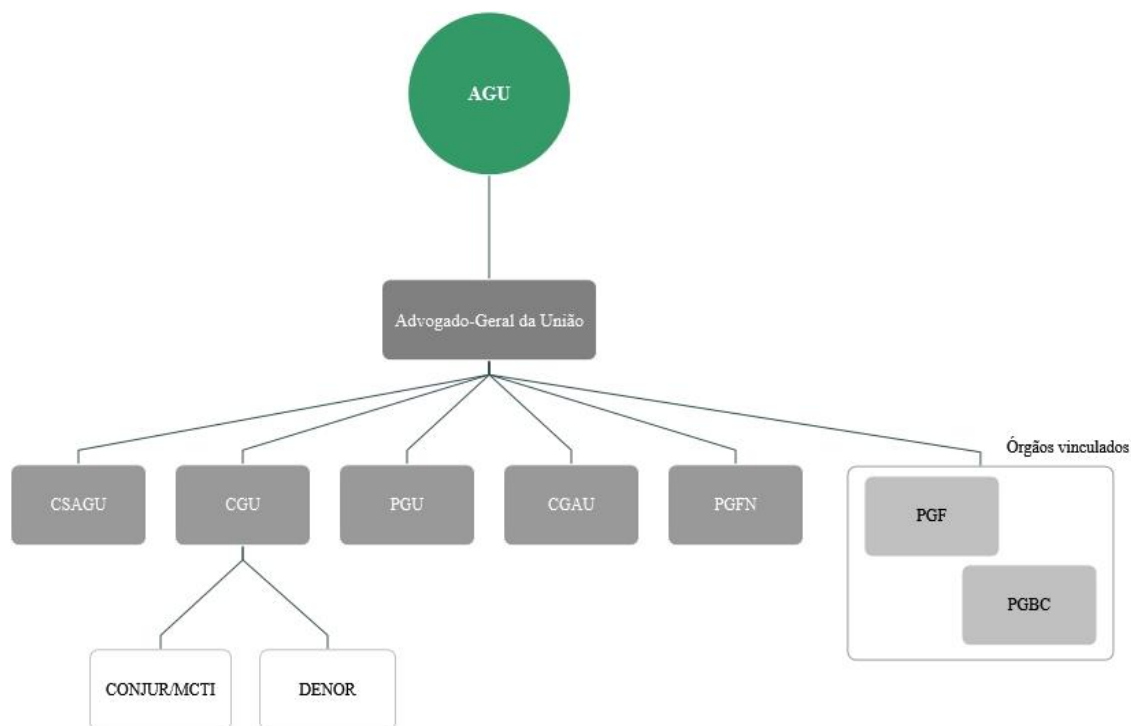 AGU
Advogado-Geral da União
Órgãos vinculados
CSAGU
CGU
PGU
CGAU
PGFN
PGF
PGBC
CONJUR/MCTI
DENOR